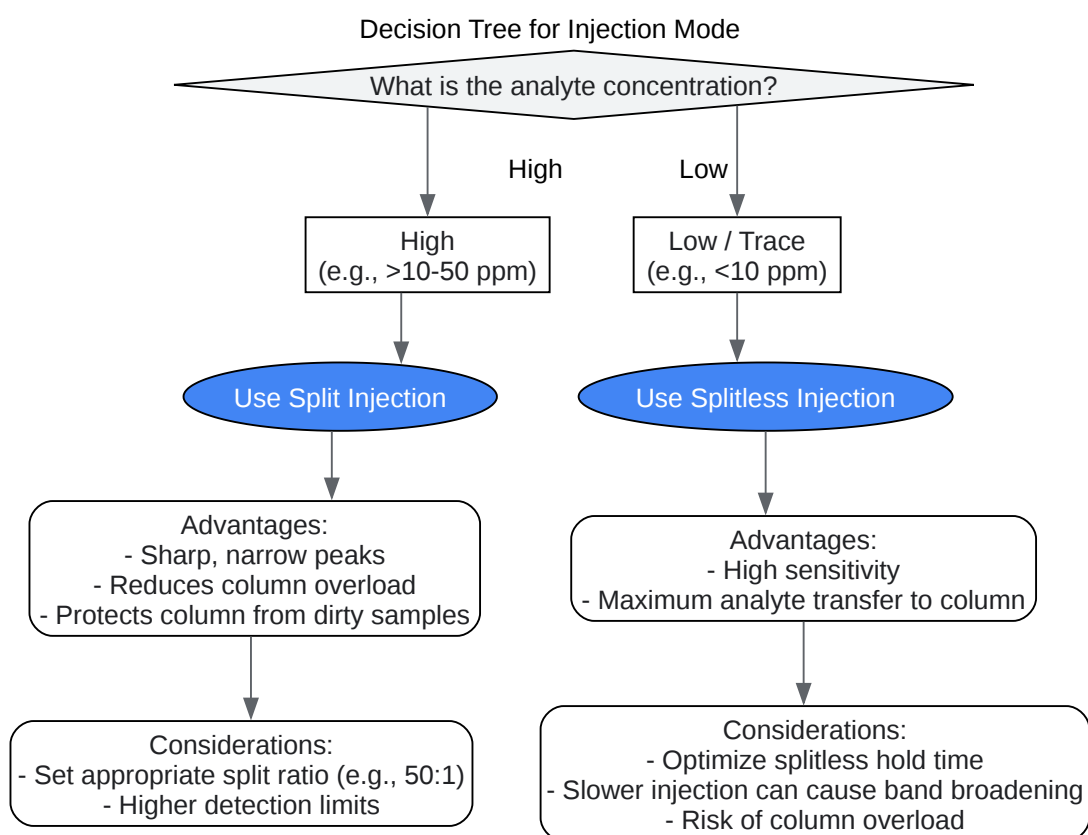 Decision Tree for Injection Mode
What is the analyte concentration?
High
Low
High
(e.g., >10-50 ppm)
Low / Trace
(e.g., <10 ppm)
Use Split Injection
Use Splitless Injection
Advantages:
- Sharp, narrow peaks
- Reduces column overload
- Protects column from dirty samples
Advantages:
- High sensitivity
- Maximum analyte transfer to column
Considerations:
- Set appropriate split ratio (e.g., 50:1)
- Higher detection limits
Considerations:
- Optimize splitless hold time
- Slower injection can cause band broadening
- Risk of column overload